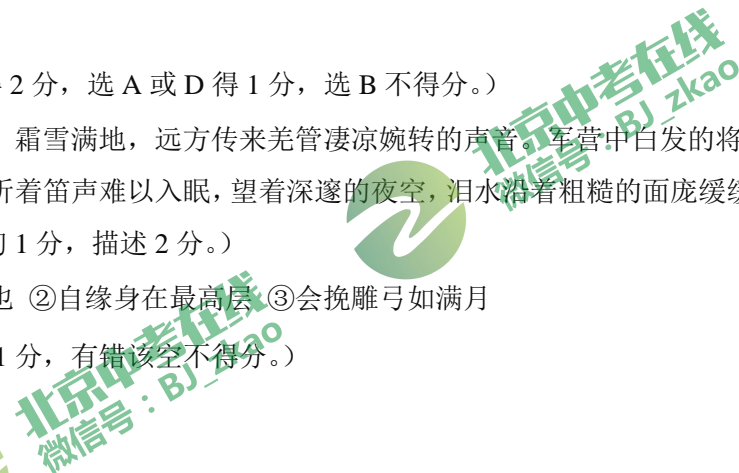 2 分，选 A 或 D 得 1 分，选 B 不得分。）
霜雪满地，远方传来羌管凄凉婉转的声音。军营中白发的将
听着笛声难以入眠，望着深邃的夜空，泪水沿着粗糙的面庞缓缓
1 分，描述 2 分。）
也 ②自缘身在最高层 ③会挽雕弓如满月
1 分，有错该空不得分。）
北京中考在线
微信号：BJ_zkao
北京中考在线
微信号：BJ_zkao